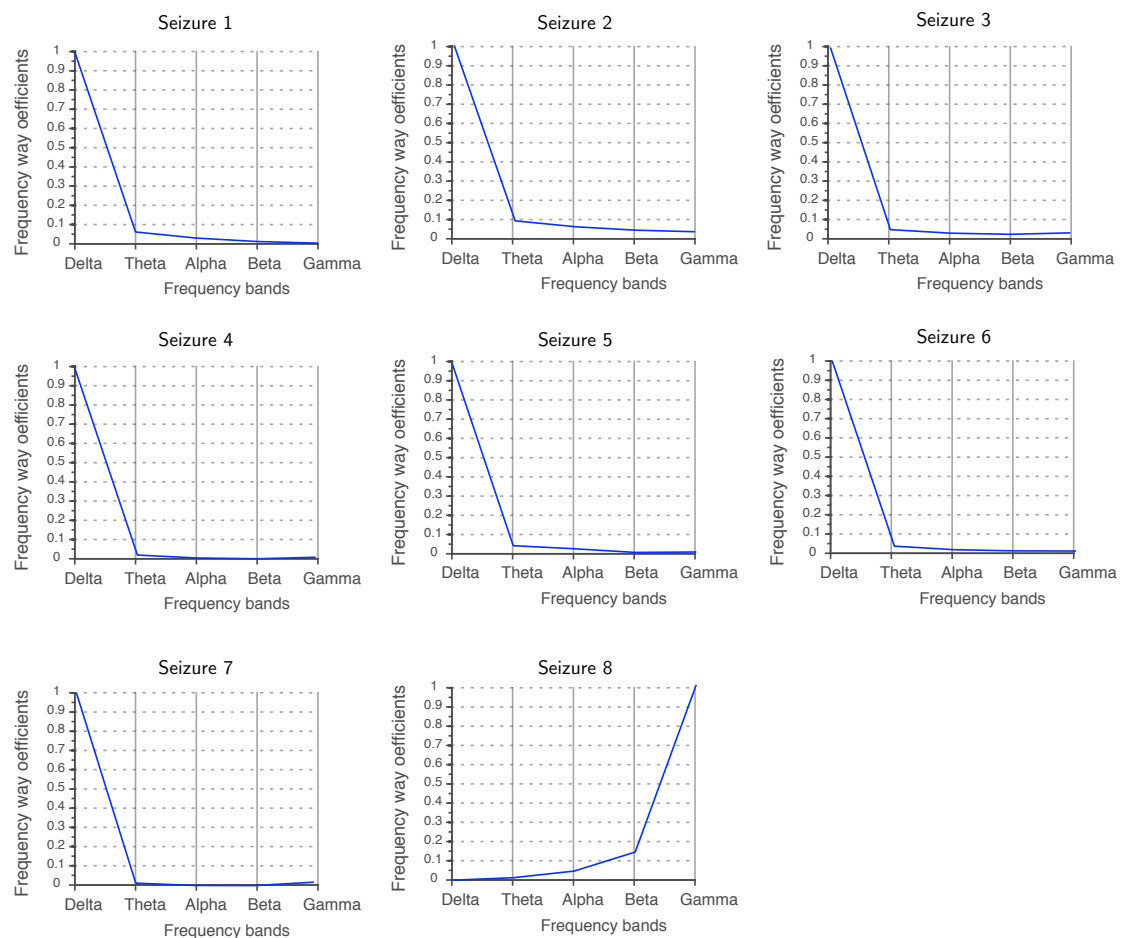 Seizure 1
Frequency way oefficients
1
0.9
0.8
0.7
0.6
0.5
0.4
0.3
0.2
0.1
0
Delta Theta Alpha Beta Gamma
Frequency bands
Seizure 2
Frequency way oefficients
1
0.9
0.8
0.7
0.6
0.5
0.4
0.3
0.2
0.1
0
Delta Theta Alpha Beta Gamma
Frequency bands
Seizure 3
Frequency way oefficients
1
0.9
0.8
0.7
0.6
0.5
0.4
0.3
0.2
0.1
0
Delta Theta Alpha Beta Gamma
Frequency bands
Seizure 4
Frequency way oefficients
1
0.9
0.8
0.7
0.6
0.5
0.4
0.3
0.2
0.1
0
Delta Theta Alpha Beta Gamma
Frequency bands
Seizure 5
Frequency way oefficients
1
0.9
0.8
0.7
0.6
0.5
0.4
0.3
0.2
0.1
0
Delta Theta Alpha Beta Gamma
Frequency bands
Seizure 6
Frequency way oefficients
1
0.9
0.8
0.7
0.6
0.5
0.4
0.3
0.2
0.1
0
Delta Theta Alpha Beta Gamma
Frequency bands
Seizure 7
Frequency way oefficients
1
0.9
0.8
0.7
0.6
0.5
0.4
0.3
0.2
0.1
0
Delta Theta Alpha Beta Gamma
Frequency bands
Seizure 8
Frequency way oefficients
1
0.9
0.8
0.7
0.6
0.5
0.4
0.3
0.2
0.1
0
Delta Theta Alpha Beta Gamma
Frequency bands